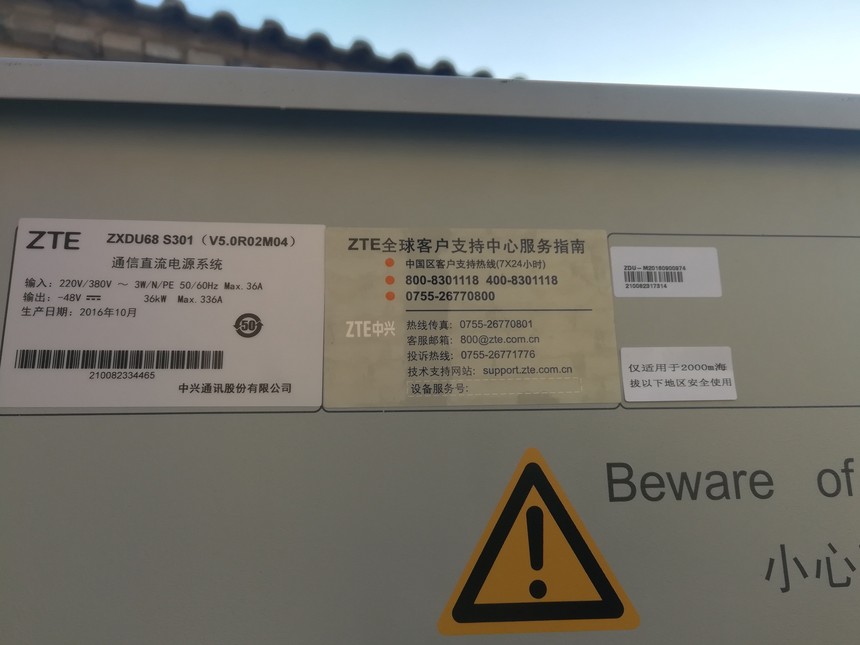 ZTE ZXDU68 S301（V5.0R02M04）
通信直流电源系统
输入：220V/380V ～ 3W/N/PE 50/60Hz Max. 36A
输出：-48V 36kW Max. 336A
生产日期：2016年10月
50
210082334465
中兴通讯股份有限公司
ZTE全球客户支持中心服务指南
中国区客户支持热线(7X24小时)
800-8301118 400-8301118
0755-26770800
ZTE中兴
热线传真：0755-26770801
客服邮箱：800@zte.com.cn
投诉热线：0755-26771776
技术支持网站：support.zte.com.cn
设备服务号：
210082317314
仅适用于2000m海
拔以下地区安全使用
Beware of
小心